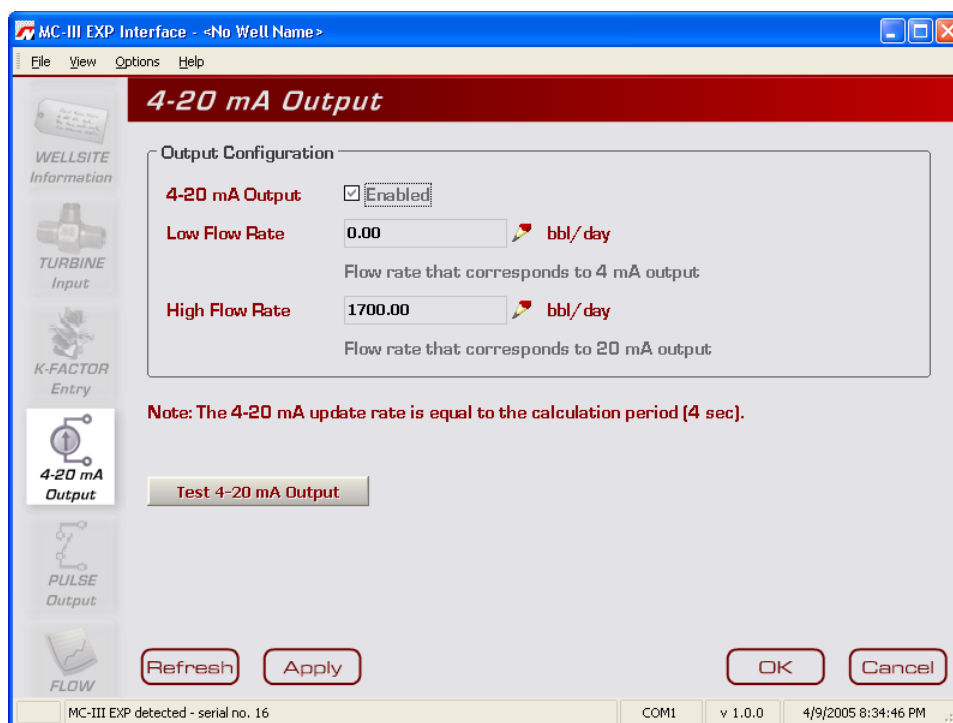 MC-III EXP Interface - <No Well Name>
File View Options Help
4-20 mA Output
WELLSITE
Information
TURBINE
Input
K-FACTOR
Entry
4-20 mA
Output
PULSE
Output
FLOW
Output Configuration
4-20 mA Output Enabled
Low Flow Rate 0.00 bbl/day
Flow rate that corresponds to 4 mA output
High Flow Rate 1700.00 bbl/day
Flow rate that corresponds to 20 mA output
Note: The 4-20 mA update rate is equal to the calculation period (4 sec).
Test 4-20 mA Output
Refresh Apply OK Cancel
MC-III EXP detected - serial no. 16 COM1 v 1.0.0 4/9/2005 8:34:46 PM